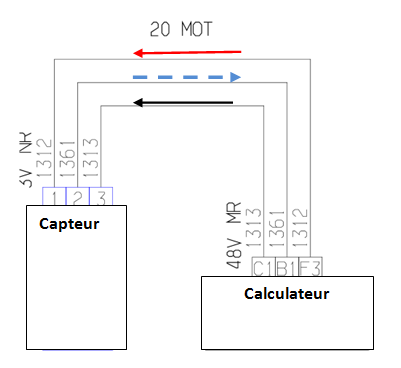 20 MOT
3V NR
1312
1361
1313
1 2 3
Capteur
48V MR
1313
1361
1312
C1 B1 F3
Calculateur